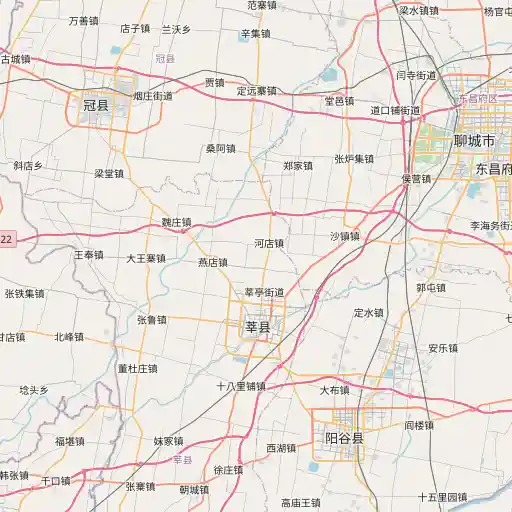 范寨镇
梁水镇镇
杨官屯
万善镇
店子镇
兰沃乡
辛集镇
古城镇
冠县
闫寺街道
贾镇
烟庄街道
定远寨镇
堂邑镇
东昌府区
冠县
道口铺街道
聊城市
桑阿镇
张炉集镇
斜店乡
梁堂镇
郑家镇
侯营镇
东昌府
魏庄镇
李海务街道
22
沙镇镇
河店镇
王奉镇
大王寨镇
燕店镇
张铁集镇
莘亭街道
郭屯镇
张鲁镇
莘县
定水镇
甘店镇
北峰镇
七
安乐镇
董杜庄镇
埝头乡
十八里铺镇
大布镇
阎楼镇
阳谷县
福堪镇
妹冢镇
西湖镇
莘县
韩张镇
千口镇
徐庄镇
张寨镇
朝城镇
高庙王镇
十五里园镇